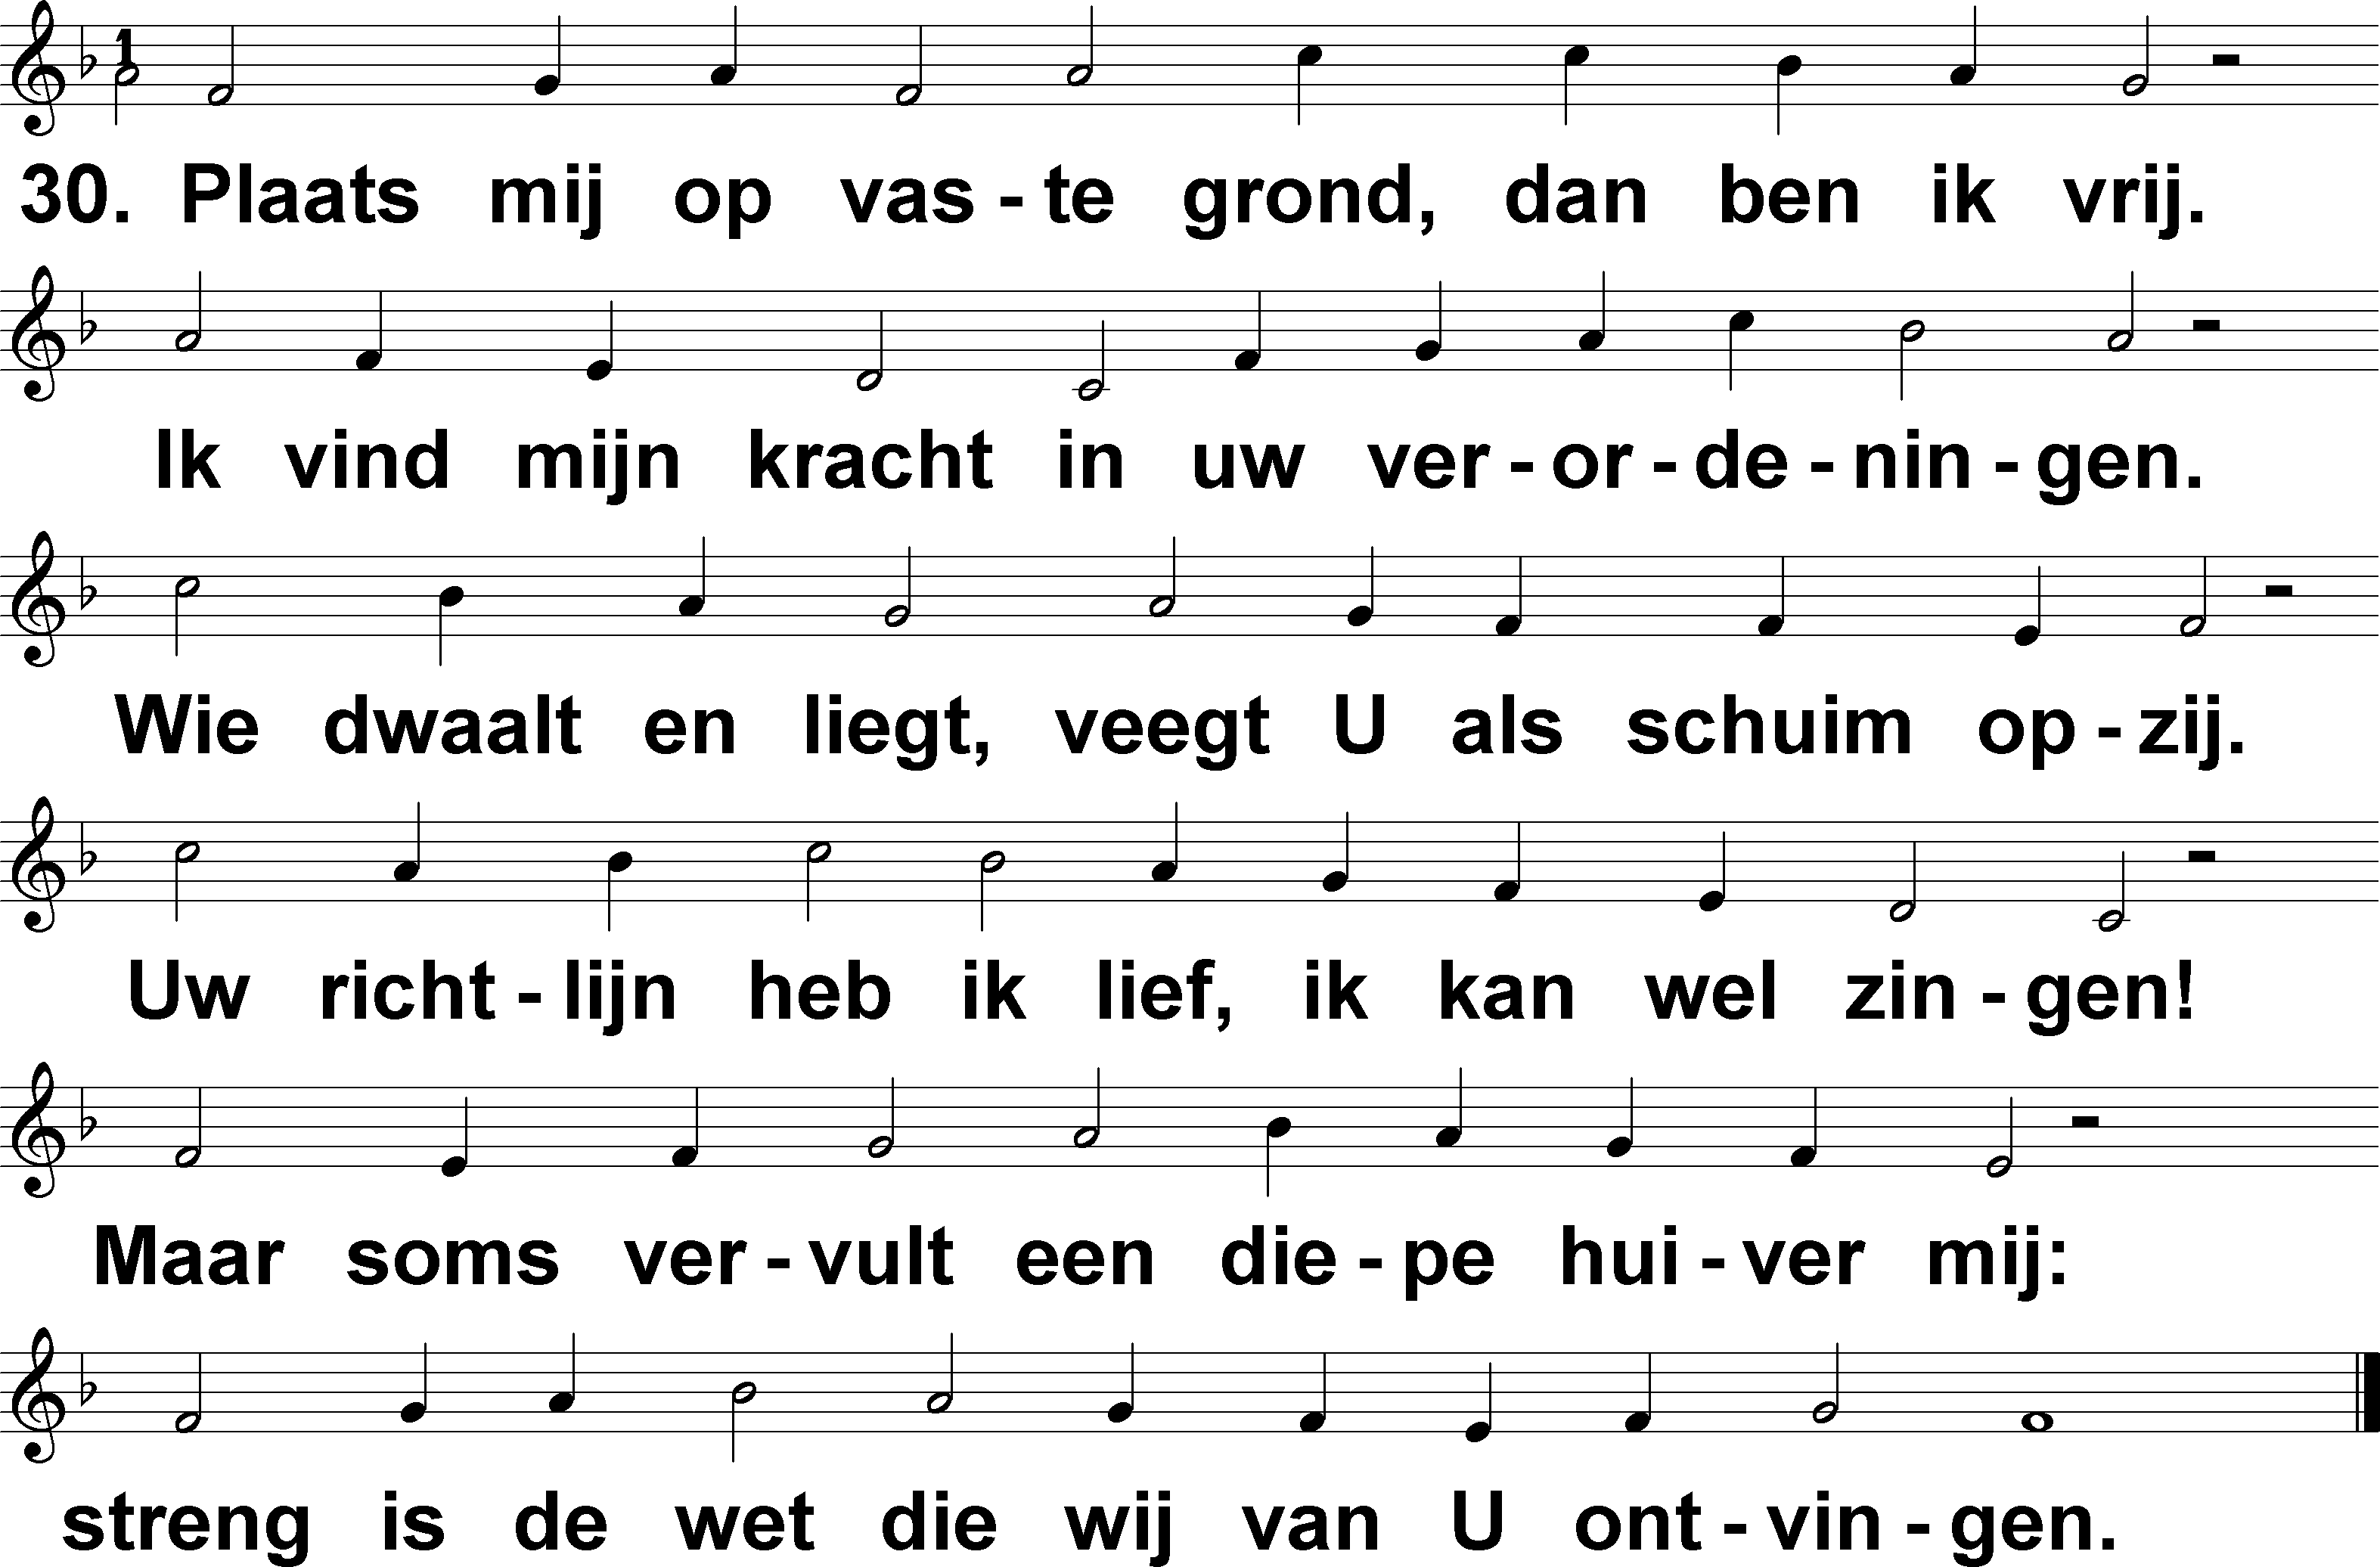 30. Plaats mij op vas - te grond, dan ben ik vrij.
Ik vind mijn kracht in uw ver - or - de - nin - gen.
Wie dwaalt en liegt, veegt U als schuim op - zij.
Uw richt - lijn heb ik lief, ik kan wel zin - gen!
Maar soms ver - vult een die - pe hui - ver mij:
streng is de wet die wij van U ont - vin - gen.